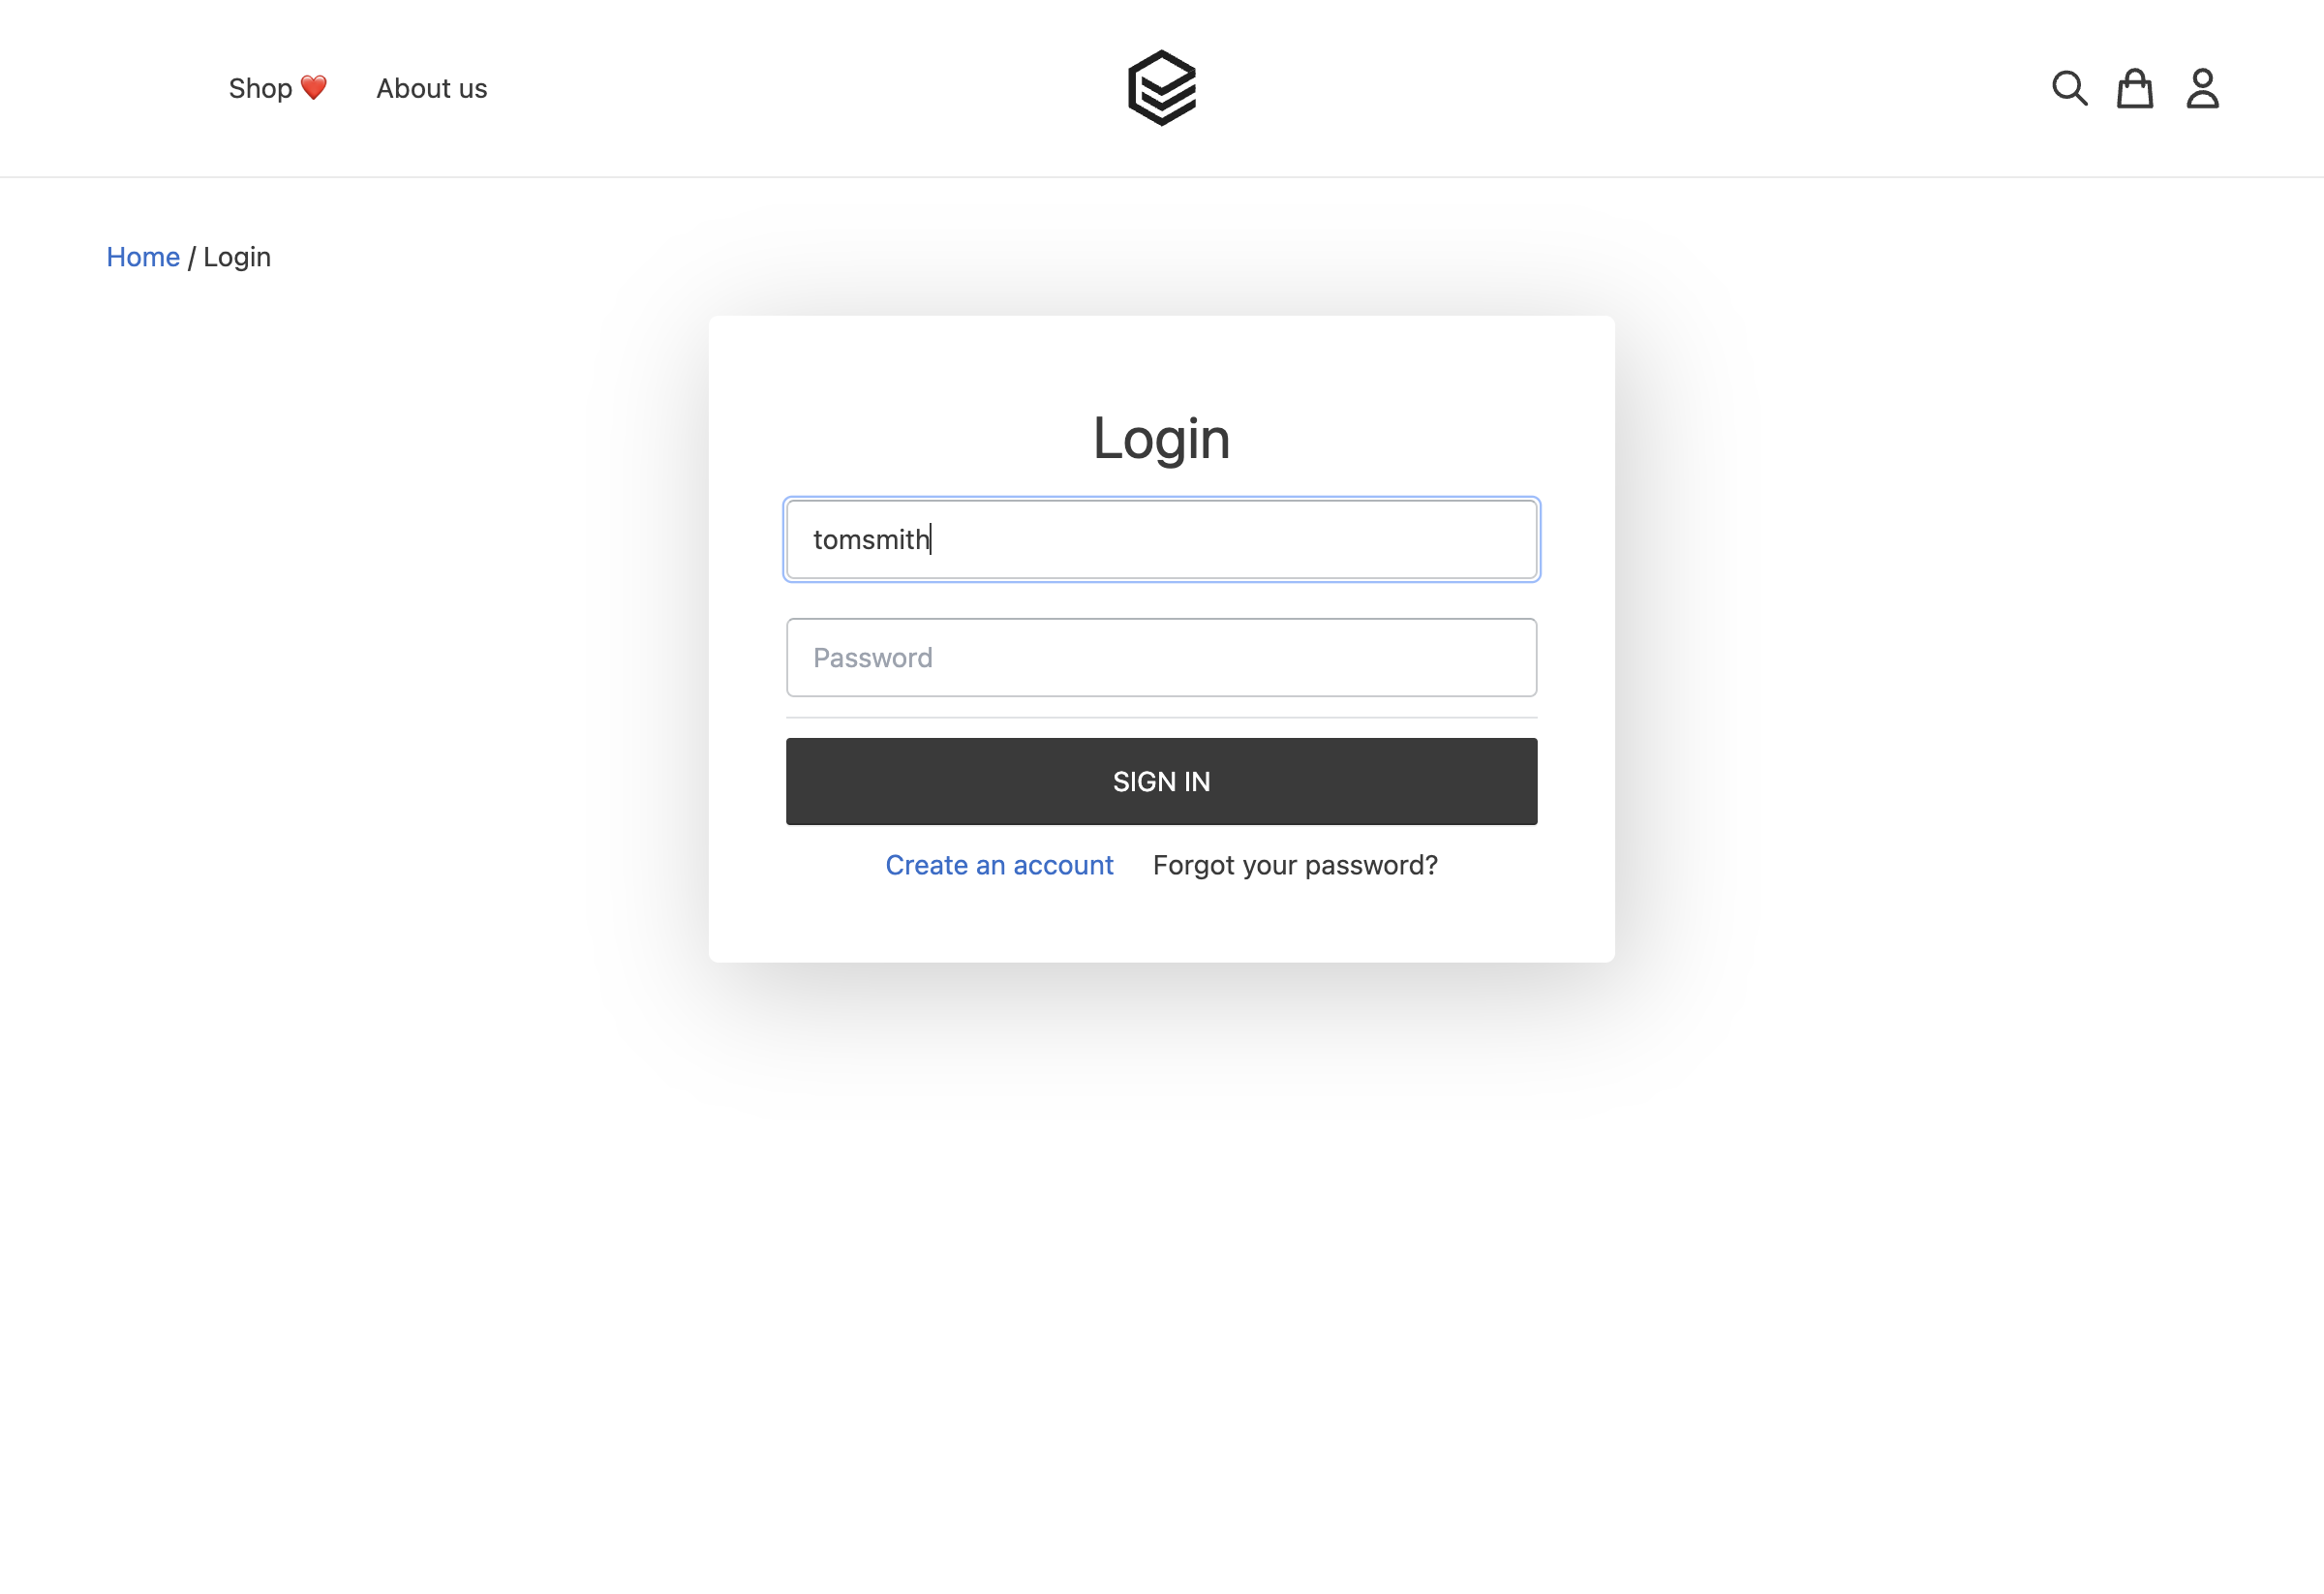 Shop ❤️ About us
Home / Login
Login
tomsmith
Password
SIGN IN
Create an account Forgot your password?